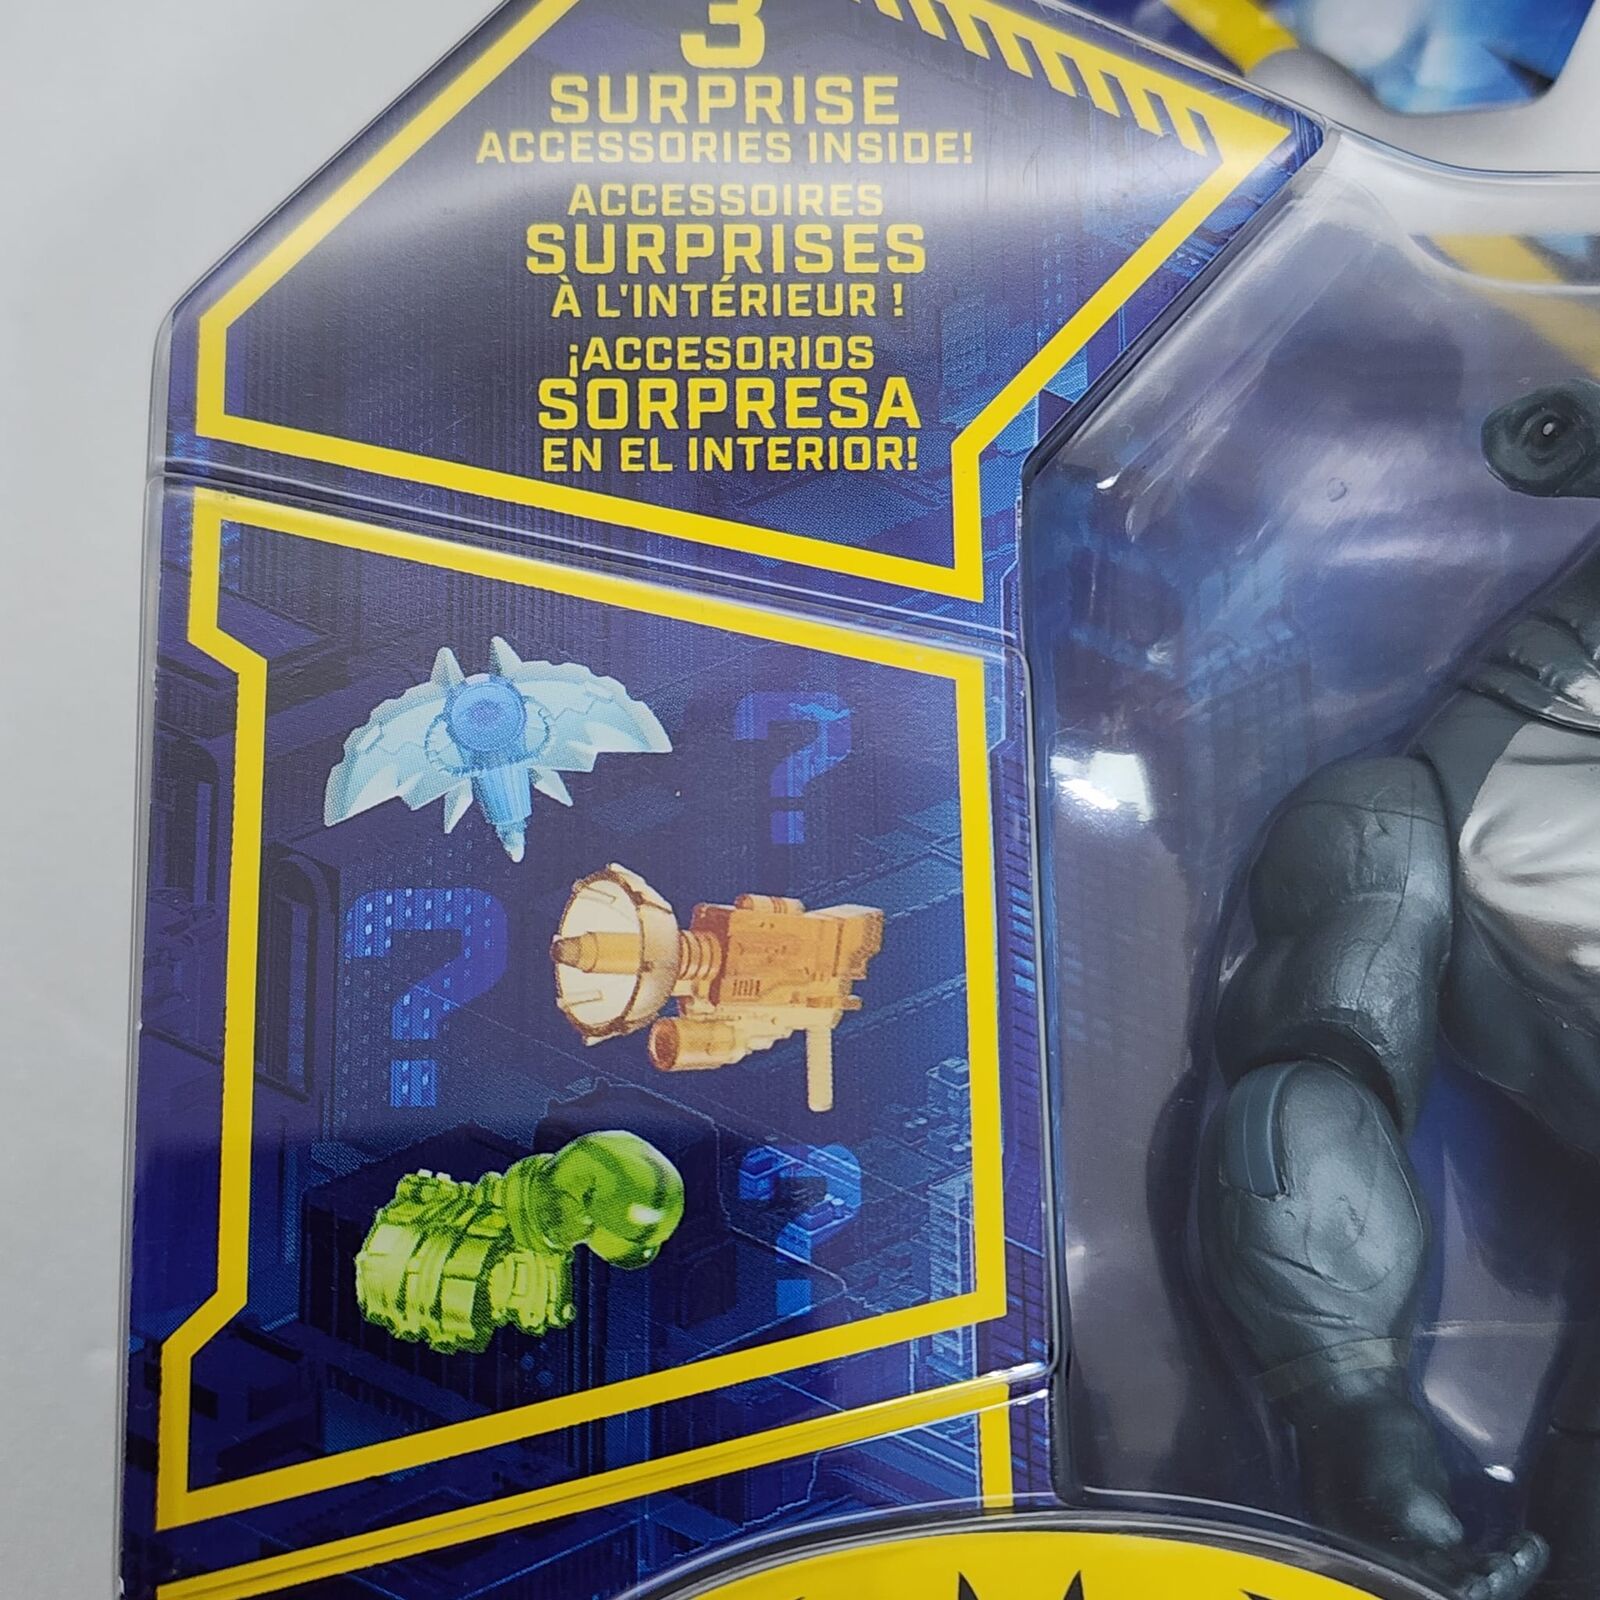 3
SURPRISE
ACCESSORIES INSIDE!
ACCESSOIRES
SURPRISES
À L'INTÉRIEUR !
¡ACCESORIOS
SORPRESA
EN EL INTERIOR!
?
?
?